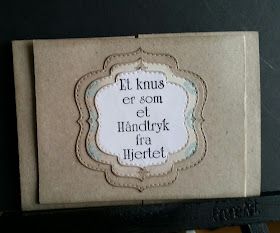 Et knus
er som
et
Håndtryk
fra
Hjertet